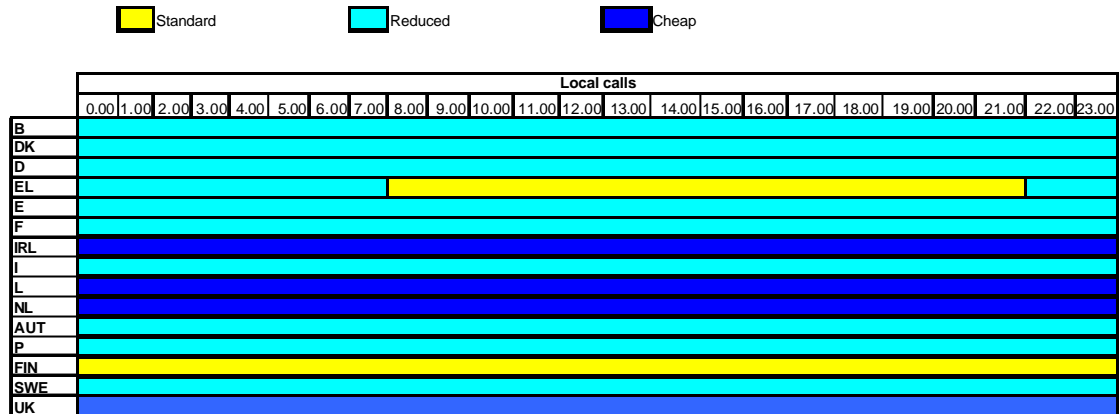 Standard Reduced Cheap
Local calls
0.00 1.00 2.00 3.00 4.00 5.00 6.00 7.00 8.00 9.00 10.00 11.00 12.00 13.00 14.00 15.00 16.00 17.00 18.00 19.00 20.00 21.00 22.00 23.00
B
DK
D
EL
E
F
IRL
I
L
NL
AUT
P
FIN
SWE
UK